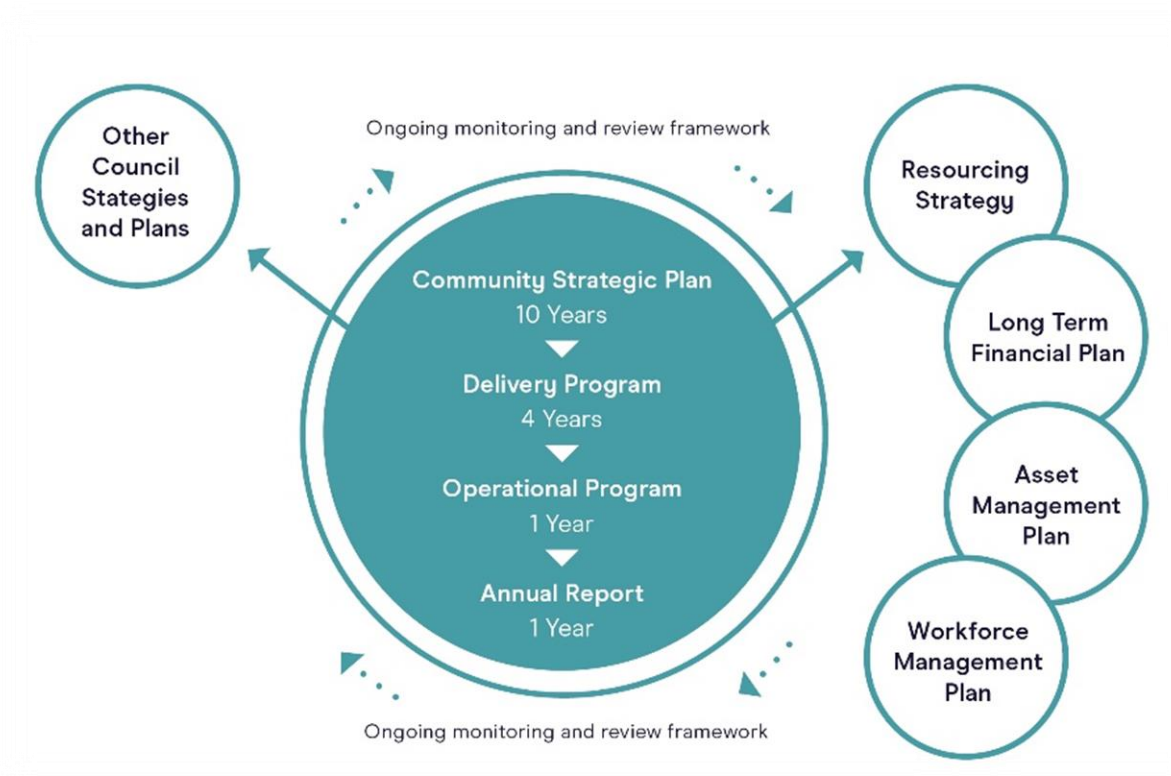 Other
Council
Stategies
and Plans
Ongoing monitoring and review framework
Resourcing
Strategy
Community Strategic Plan
10 Years
Delivery Program
4 Years
Operational Program
1 Year
Annual Report
1 Year
Long Term
Financial Plan
Asset
Management
Plan
Workforce
Management
Plan
Ongoing monitoring and review framework